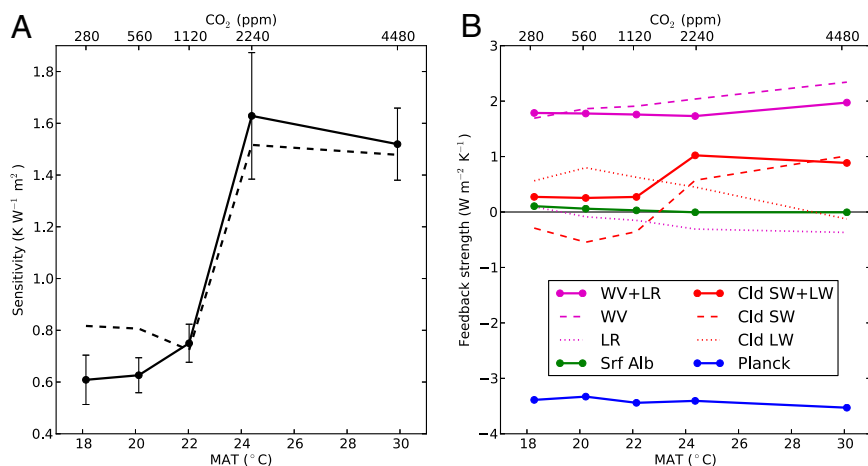 A
CO₂ (ppm)
280 560 1120 2240 4480
1.8
1.6
1.4
1.2
1.0
0.8
0.6
0.4
Sensitivity (K W⁻¹ m²)
18 20 22 24 26 28 30
MAT (°C)
B
CO₂ (ppm)
280 560 1120 2240 4480
3
2
1
0
−1
−2
−3
−4
Feedback strength (W m⁻² K⁻¹)
WV+LR
WV
LR
Srf Alb
Cld SW+LW
Cld SW
Cld LW
Planck
18 20 22 24 26 28 30
MAT (°C)